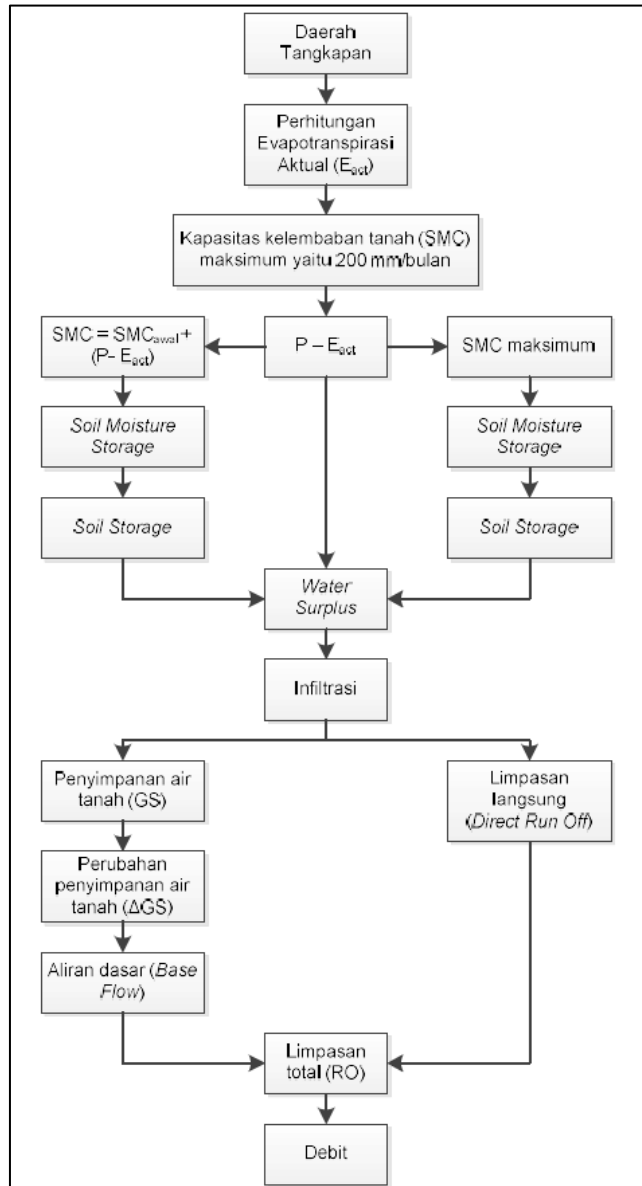 Daerah
Tangkapan
Perhitungan
Evapotranspirasi
Aktual (Eact)
Kapasitas kelembaban tanah (SMC)
maksimum yaitu 200 mm/bulan
SMC = SMCawal+
(P- Eact)
P – Eact
SMC maksimum
Soil Moisture
Storage
Soil Moisture
Storage
Soil Storage
Soil Storage
Water
Surplus
Infiltrasi
Penyimpanan air
tanah (GS)
Limpasan
langsung
(Direct Run Off)
Perubahan
penyimpanan air
tanah (ΔGS)
Aliran dasar (Base
Flow)
Limpasan
total (RO)
Debit